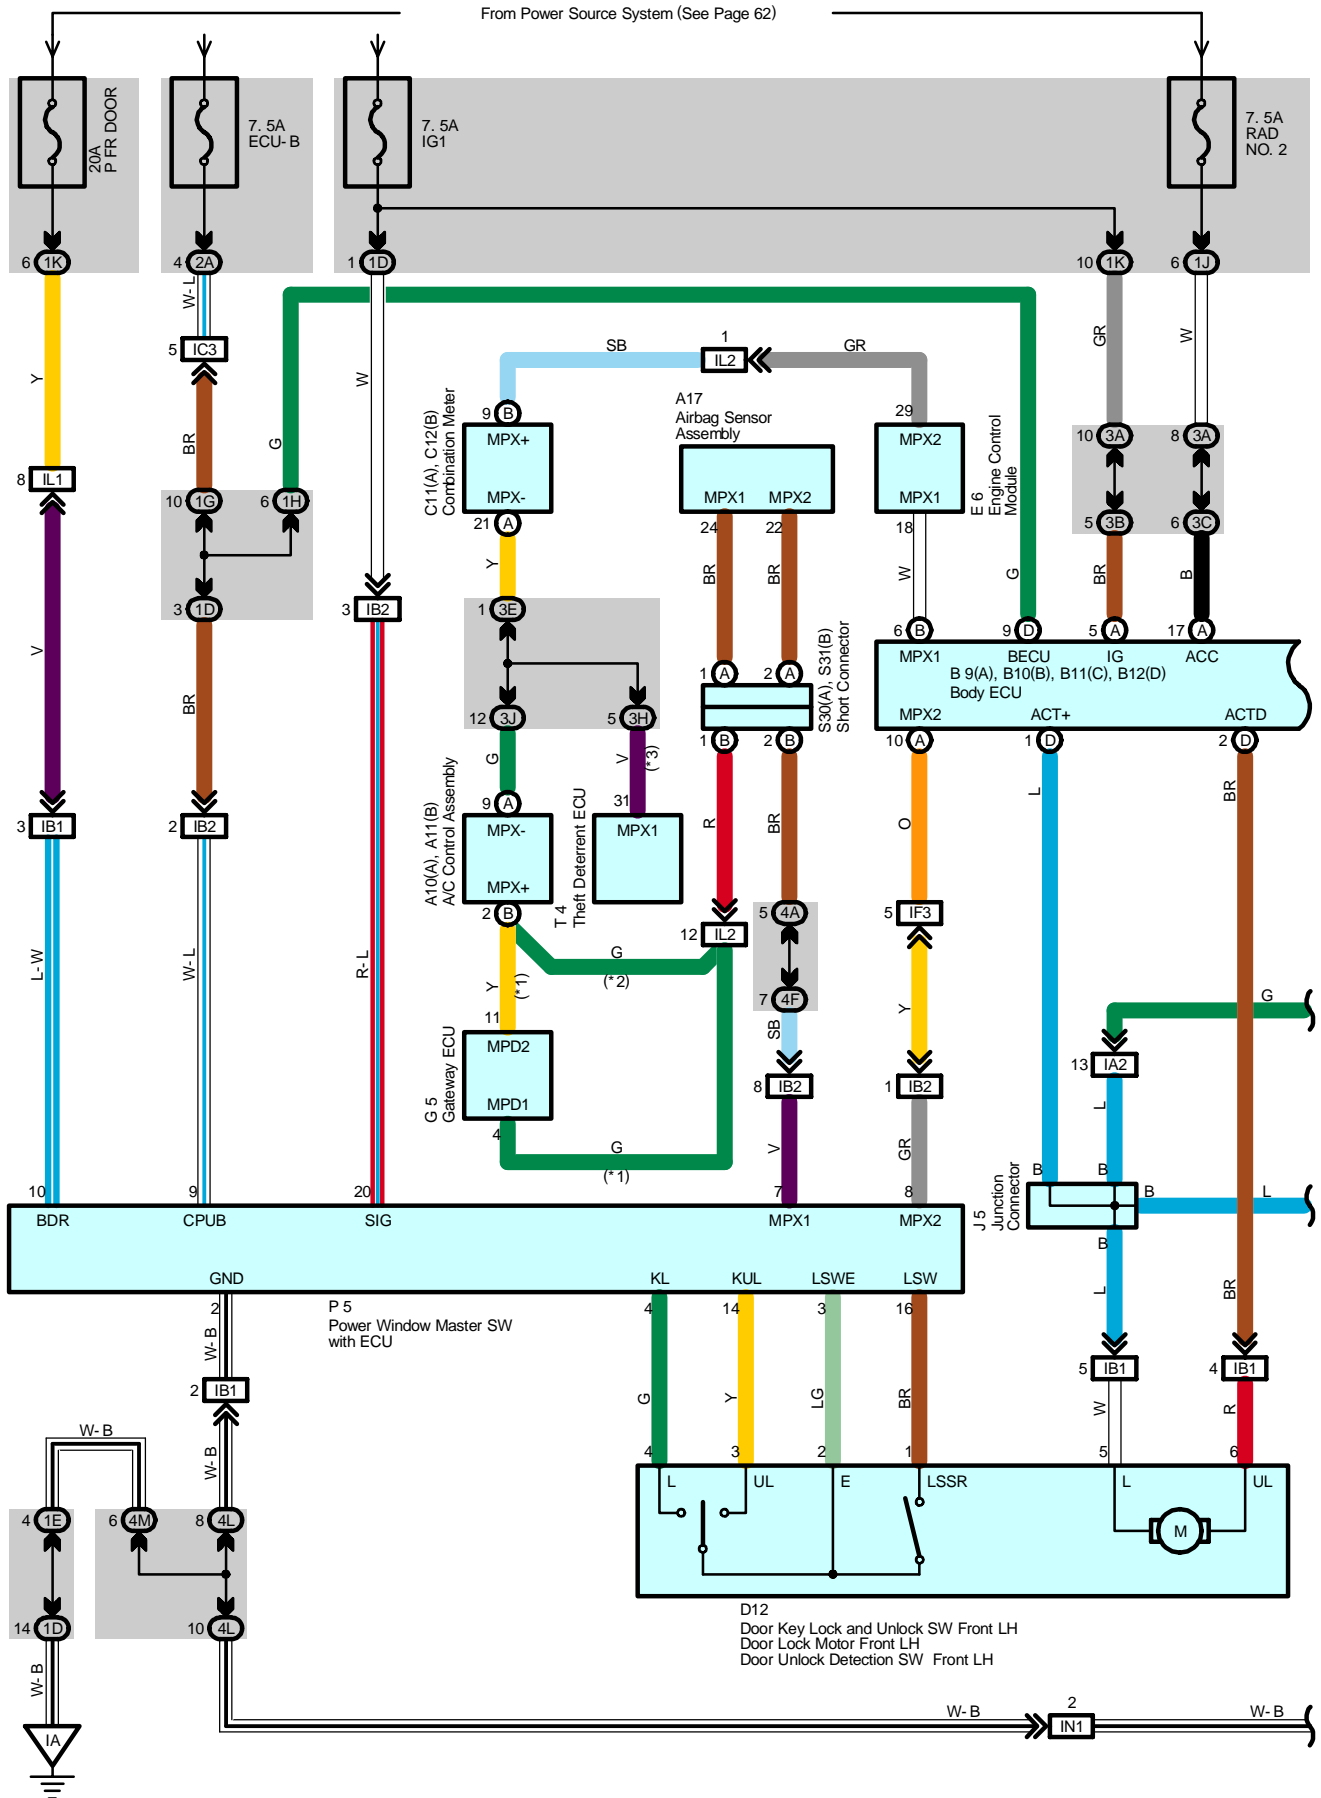 From Power Source System (See Page 62)
20A
P FR DOOR
7. 5A
ECU- B
7. 5A
IG1
7. 5A
RAD
NO. 2
6 1K
4 2A
1 1D
10 1K
6 1J
W- L
5 IC3
SB
1
IL2
GR
GR
W
Y
BR
G
W
C11(A), C12(B)
Combination Meter
9 B
MPX+
MPX-
21 A
A17
Airbag Sensor
Assembly
MPX1 MPX2
24 22
29
MPX2
MPX1
18
E 6
Engine Control
Module
10 3A
8 3A
5 3B
6 3C
8 IL1
10 1G
6 1H
Y
BR
BR
W
G
BR
B
3 1D
3 IB2
1 3E
12 3J
5 3H
V
BR
G
V
(*3)
1 A
2 A
S30(A), S31(B)
Short Connector
1 B
2 B
6 B
9 D
5 A
17 A
MPX1 BECU IG ACC
B 9(A), B10(B), B11(C), B12(D)
Body ECU
MPX2 ACT+ ACTD
10 A
1 D
2 D
3 IB1
2 IB2
A10(A), A11(B)
A/C Control Assembly
9 A
MPX-
MPX+
2 B
31
MPX1
T 4
Theft Deterrent ECU
R
BR
O
L
BR
12 IL2
5 4A
7 4F
5 IF3
L- W
W- L
R- L
Y
(*1)
G
(*2)
SB
Y
G
11
MPD2
MPD1
4
G 5
Gateway ECU
G
(*1)
8 IB2
1 IB2
13 IA2
V
GR
L
B
B
B
L
B
J 5
Junction
Connector
10 9 20 7 8
BDR CPUB SIG MPX1 MPX2
GND KL KUL LSWE LSW
2 4 14 3 16
P 5
Power Window Master SW
with ECU
W- B
2 IB1
W- B
W- B
G
Y
LG
BR
L
BR
5 IB1
4 IB1
W
R
4 3 2 1 5 6
L UL E LSSR L UL
M
4 1E
6 4M
8 4L
14 1D
10 4L
D12
Door Key Lock and Unlock SW Front LH
Door Lock Motor Front LH
Door Unlock Detection SW Front LH
W- B
IA
W- B
2
IN1
W- B